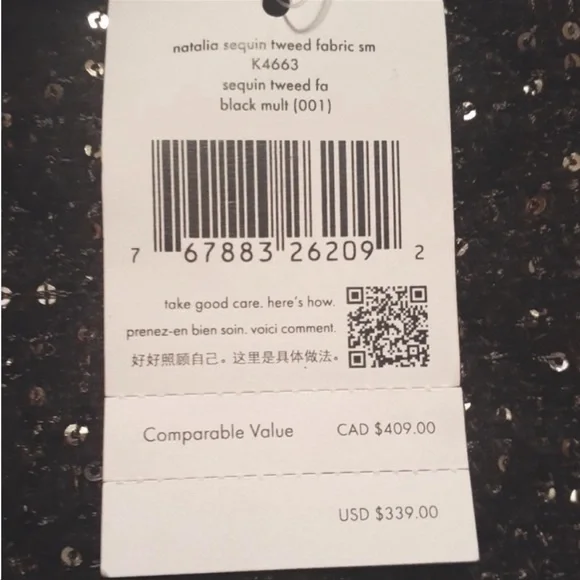 natalia sequin tweed fabric sm
K4663
sequin tweed fa
black mult (001)
7 67883 26209 2
take good care. here's how.
prenez-en bien soin. voici comment.
好好照顾自己。这里是具体做法。
Comparable Value CAD $409.00
USD $339.00